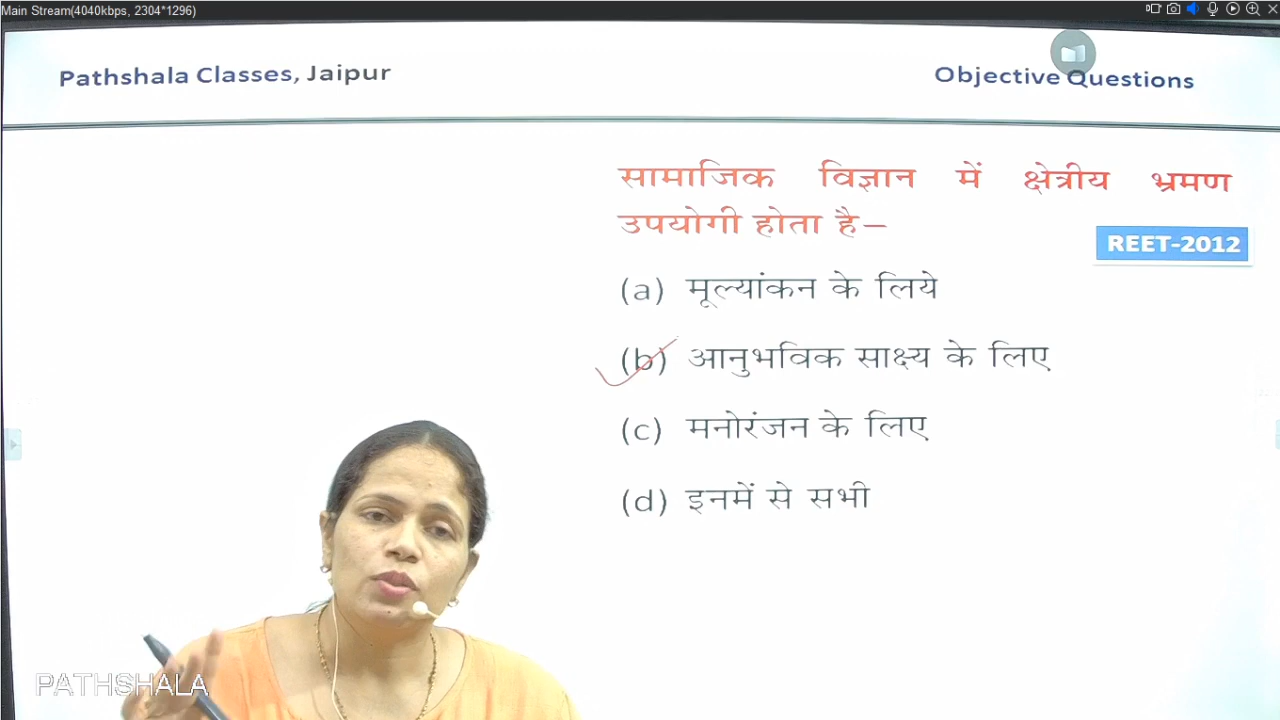 Main Stream(4040kbps, 2304*1296)
Pathshala Classes, Jaipur
Objective Questions
सामाजिक विज्ञान में क्षेत्रीय भ्रमण
उपयोगी होता है–
REET-2012
(a) मूल्यांकन के लिये
(b) आनुभविक साक्ष्य के लिए
(c) मनोरंजन के लिए
(d) इनमें से सभी
PATHSHALA